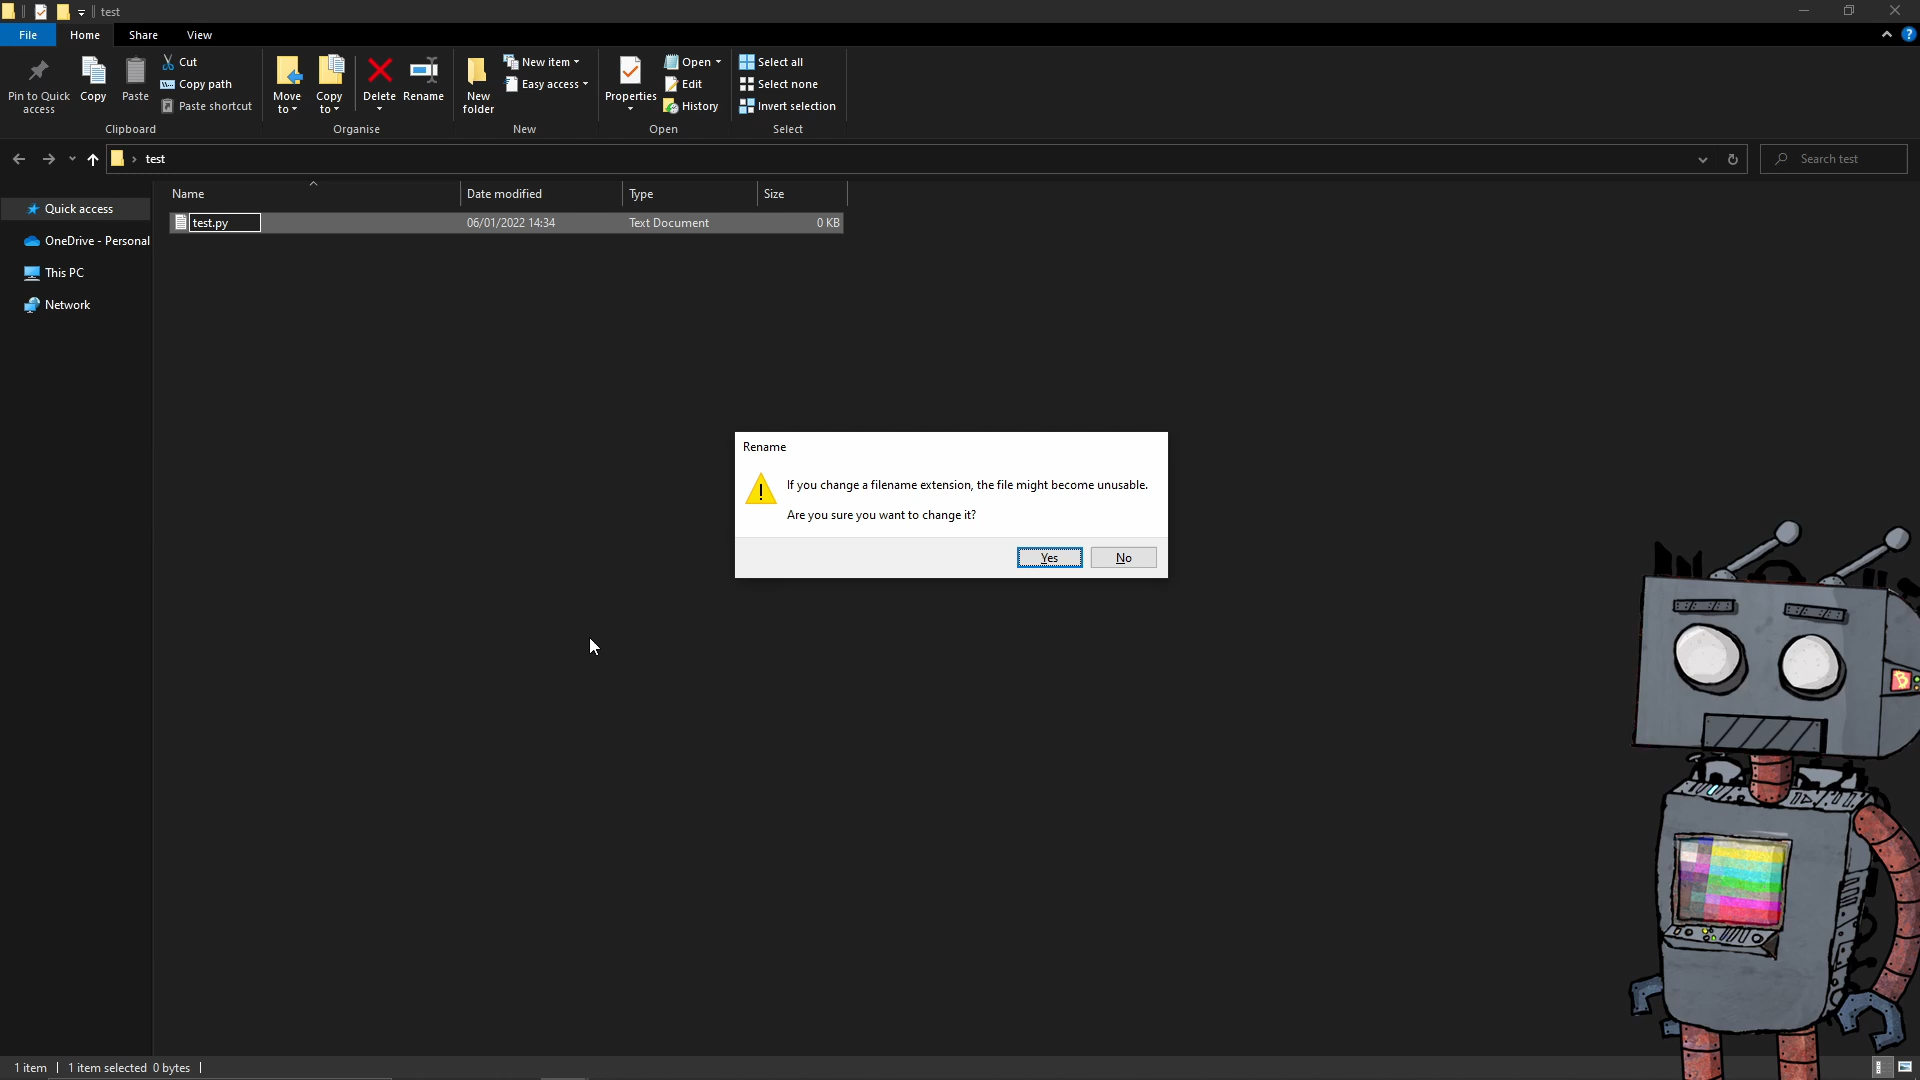 test
File
Home
Share
View
?
Pin to Quick
access
Copy
Paste
Cut
Copy path
Paste shortcut
Clipboard
Move
to
Copy
to
Delete
Rename
Organise
New
folder
New item
Easy access
New
Properties
Open
Edit
History
Open
Select all
Select none
Invert selection
Select
test
Search test
Name
Date modified
Type
Size
Quick access
OneDrive - Personal
This PC
Network
test.py
06/01/2022 14:34
Text Document
0 KB
Rename
If you change a filename extension, the file might become unusable.
Are you sure you want to change it?
Yes
No
1 item
1 item selected 0 bytes